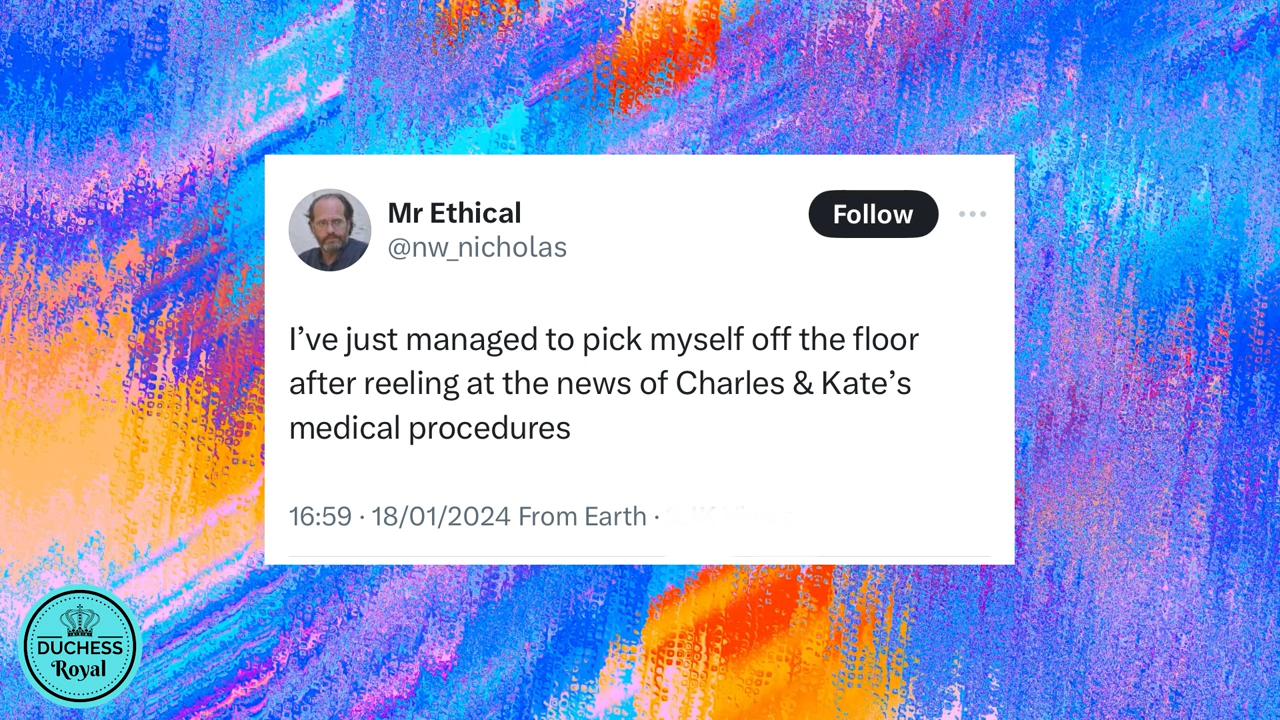 Mr Ethical
@nw_nicholas
Follow
I’ve just managed to pick myself off the floor
after reeling at the news of Charles & Kate’s
medical procedures
16:59 · 18/01/2024 From Earth ·
DUCHESS
Royal